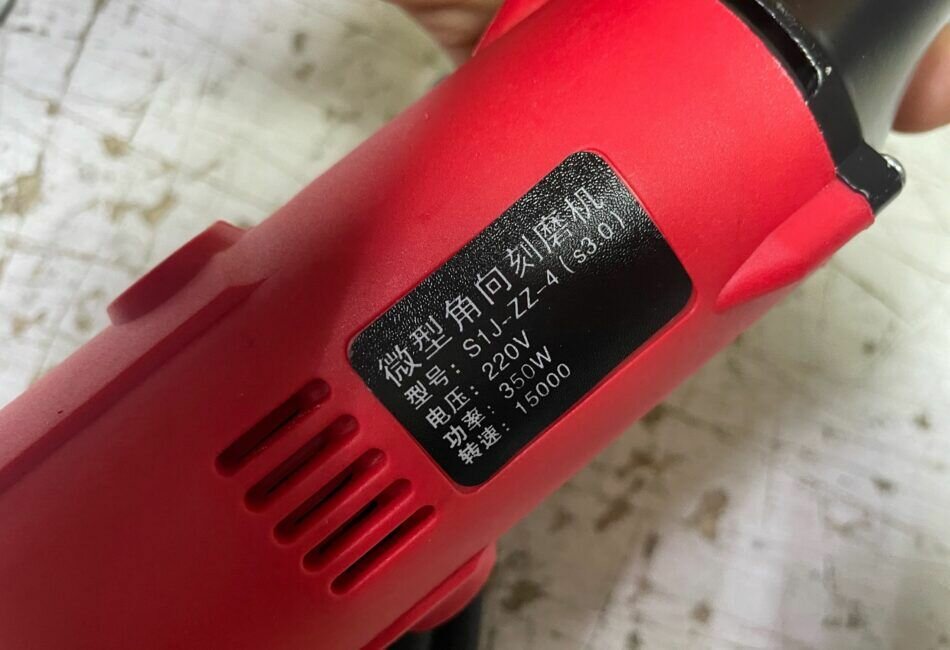 微型角向刻磨机
型号：S1J-ZZ-4(s3.0)
电压：220V
功率：350W
转速：15000